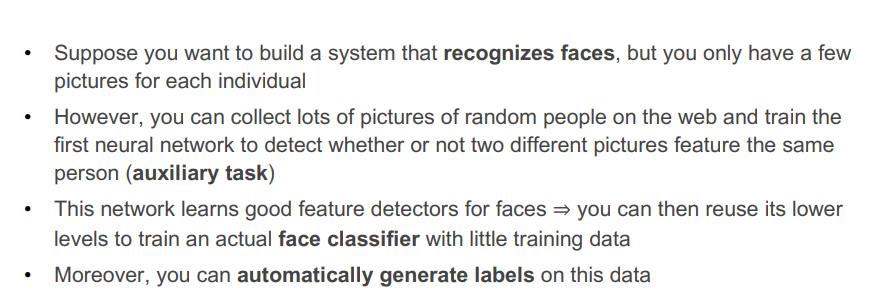 • Suppose you want to build a system that recognizes faces, but you only have a few
pictures for each individual
• However, you can collect lots of pictures of random people on the web and train the
first neural network to detect whether or not two different pictures feature the same
person (auxiliary task)
• This network learns good feature detectors for faces ⇒ you can then reuse its lower
levels to train an actual face classifier with little training data
• Moreover, you can automatically generate labels on this data